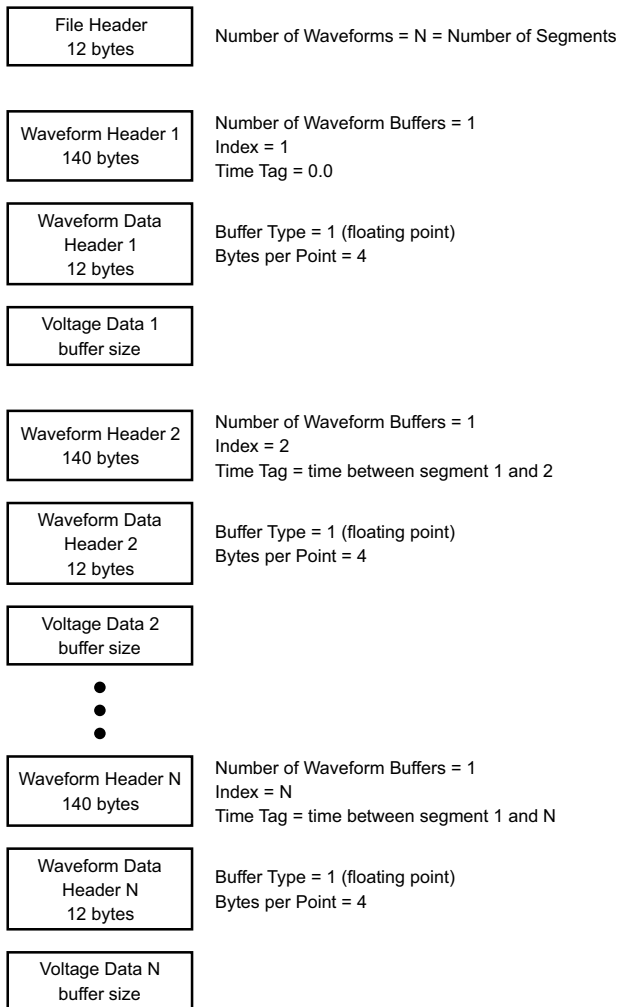 File Header
12 bytes
Number of Waveforms = N = Number of Segments
Waveform Header 1
140 bytes
Number of Waveform Buffers = 1
Index = 1
Time Tag = 0.0
Waveform Data
Header 1
12 bytes
Buffer Type = 1 (floating point)
Bytes per Point = 4
Voltage Data 1
buffer size
Waveform Header 2
140 bytes
Number of Waveform Buffers = 1
Index = 2
Time Tag = time between segment 1 and 2
Waveform Data
Header 2
12 bytes
Buffer Type = 1 (floating point)
Bytes per Point = 4
Voltage Data 2
buffer size
Waveform Header N
140 bytes
Number of Waveform Buffers = 1
Index = N
Time Tag = time between segment 1 and N
Waveform Data
Header N
12 bytes
Buffer Type = 1 (floating point)
Bytes per Point = 4
Voltage Data N
buffer size